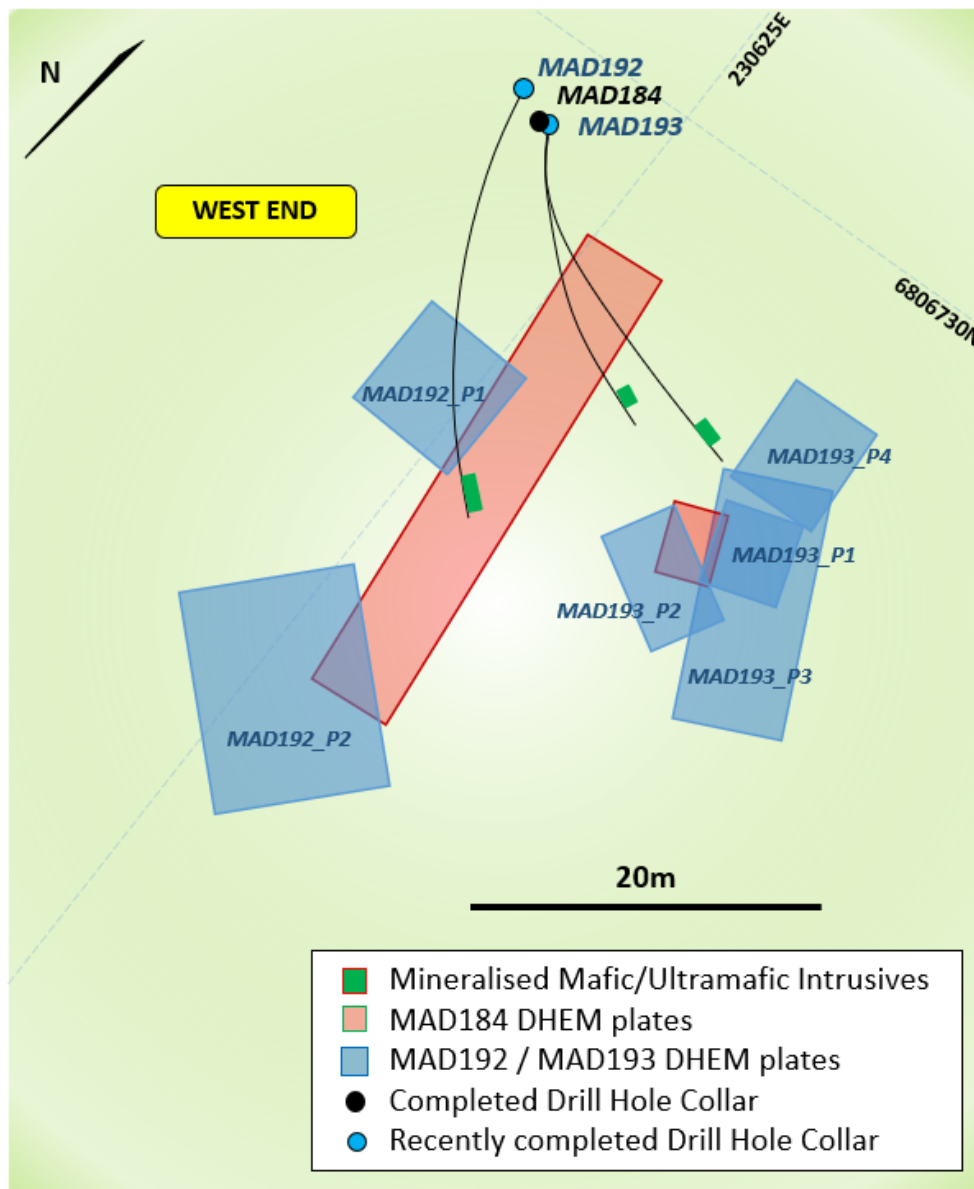 N
MAD192
MAD184
MAD193
230625E
WEST END
6806730N
MAD192_P1
MAD193_P4
MAD193_P1
MAD193_P2
MAD193_P3
MAD192_P2
20m
Mineralised Mafic/Ultramafic Intrusives
MAD184 DHEM plates
MAD192 / MAD193 DHEM plates
Completed Drill Hole Collar
Recently completed Drill Hole Collar